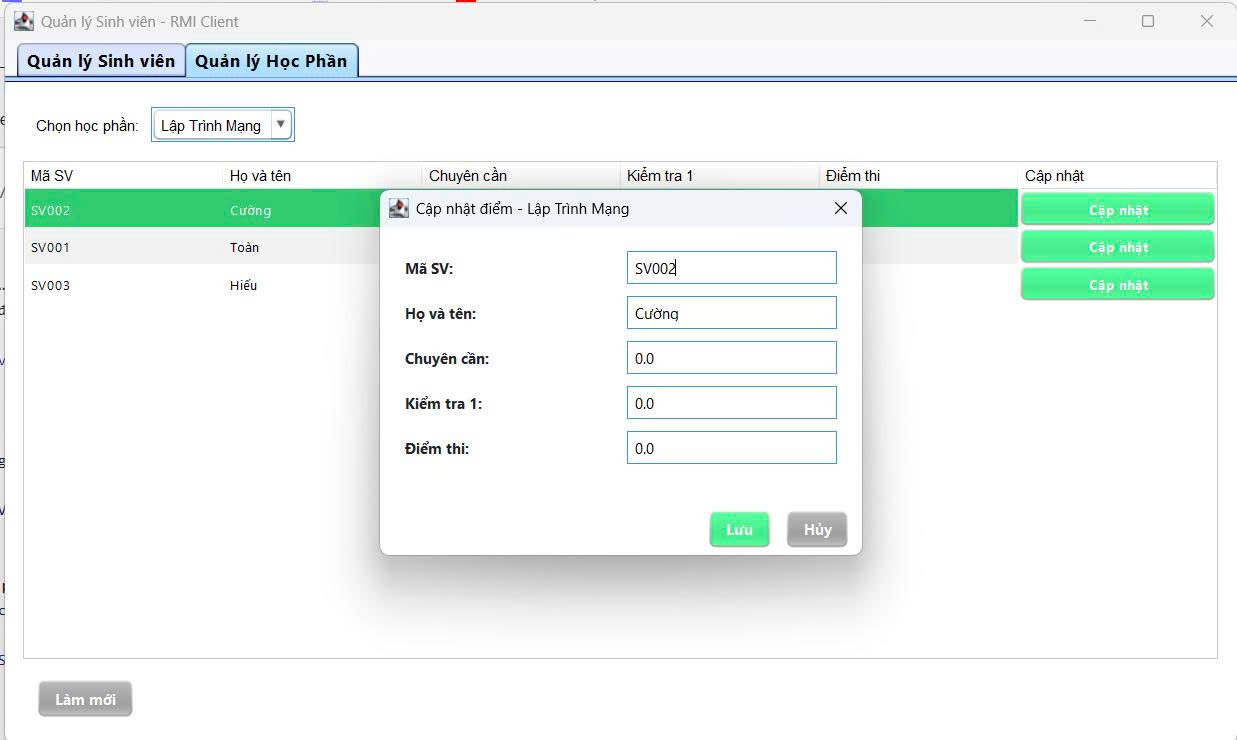 Quản lý Sinh viên - RMI Client
Quản lý Sinh viên Quản lý Học Phần
Chọn học phần: Lập Trình Mạng
Mã SV Họ và tên Chuyên cần Kiểm tra 1 Điểm thi Cập nhật
SV002 Cường Cập nhật
SV001 Toàn Cập nhật
SV003 Hiếu Cập nhật
Cập nhật điểm - Lập Trình Mạng
Mã SV: SV002
Họ và tên: Cường
Chuyên cần: 0.0
Kiểm tra 1: 0.0
Điểm thi: 0.0
Lưu Hủy
Làm mới